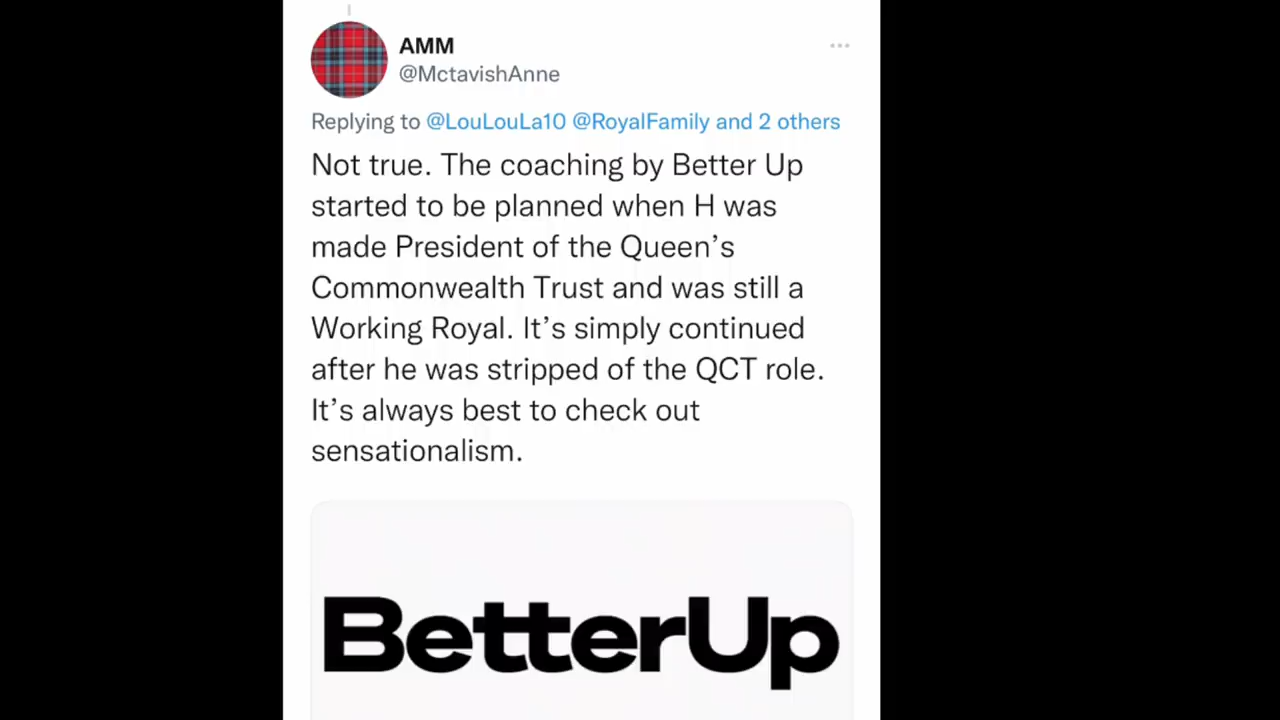 AMM
@MctavishAnne
Replying to @LouLouLa10 @RoyalFamily and 2 others
Not true. The coaching by Better Up
started to be planned when H was
made President of the Queen’s
Commonwealth Trust and was still a
Working Royal. It’s simply continued
after he was stripped of the QCT role.
It’s always best to check out
sensationalism.
BetterUp